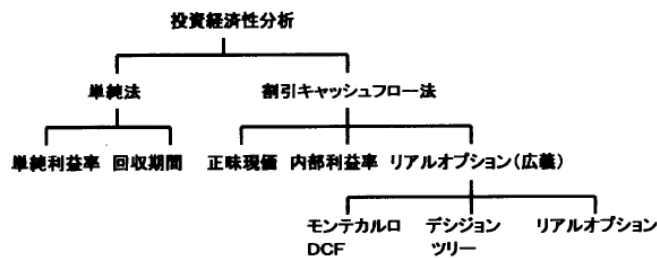 投資経済性分析
単純法 割引キャッシュフロー法
単純利益率 回収期間 正味現価 内部利益率 リアルオプション(広義)
モンテカルロ デシジョン リアルオプション
DCF ツリー